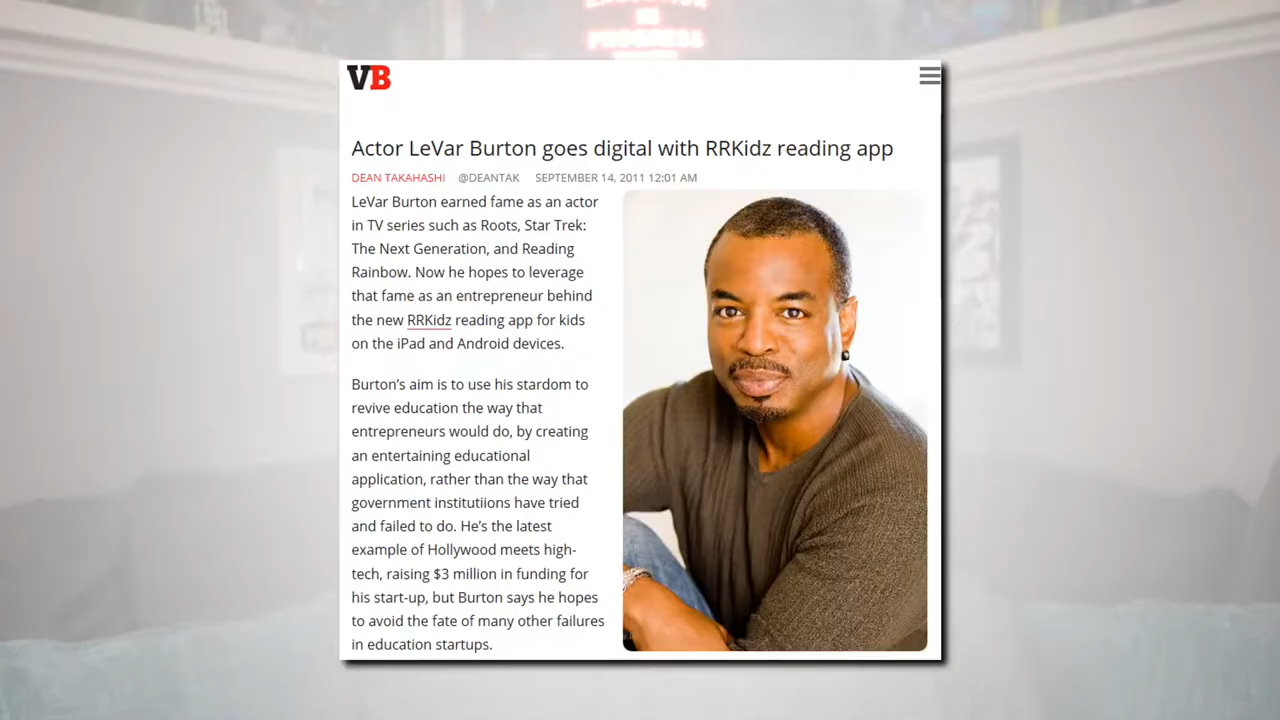 PROGRESS
VB
Actor LeVar Burton goes digital with RRKidz reading app
DEAN TAKAHASHI @DEANTAK SEPTEMBER 14, 2011 12:01 AM
LeVar Burton earned fame as an actor
in TV series such as Roots, Star Trek:
The Next Generation, and Reading
Rainbow. Now he hopes to leverage
that fame as an entrepreneur behind
the new RRKidz reading app for kids
on the iPad and Android devices.
Burton’s aim is to use his stardom to
revive education the way that
entrepreneurs would do, by creating
an entertaining educational
application, rather than the way that
government institutiions have tried
and failed to do. He’s the latest
example of Hollywood meets high-
tech, raising $3 million in funding for
his start-up, but Burton says he hopes
to avoid the fate of many other failures
in education startups.